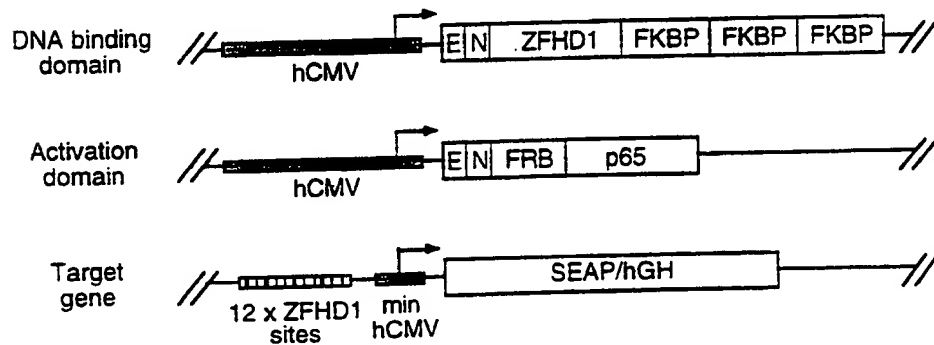 DNA binding domain
hCMV
E N ZFHD1 FKBP FKBP FKBP
Activation domain
hCMV
E N FRB p65
Target gene
12 x ZFHD1 sites
min hCMV
SEAP/hGH